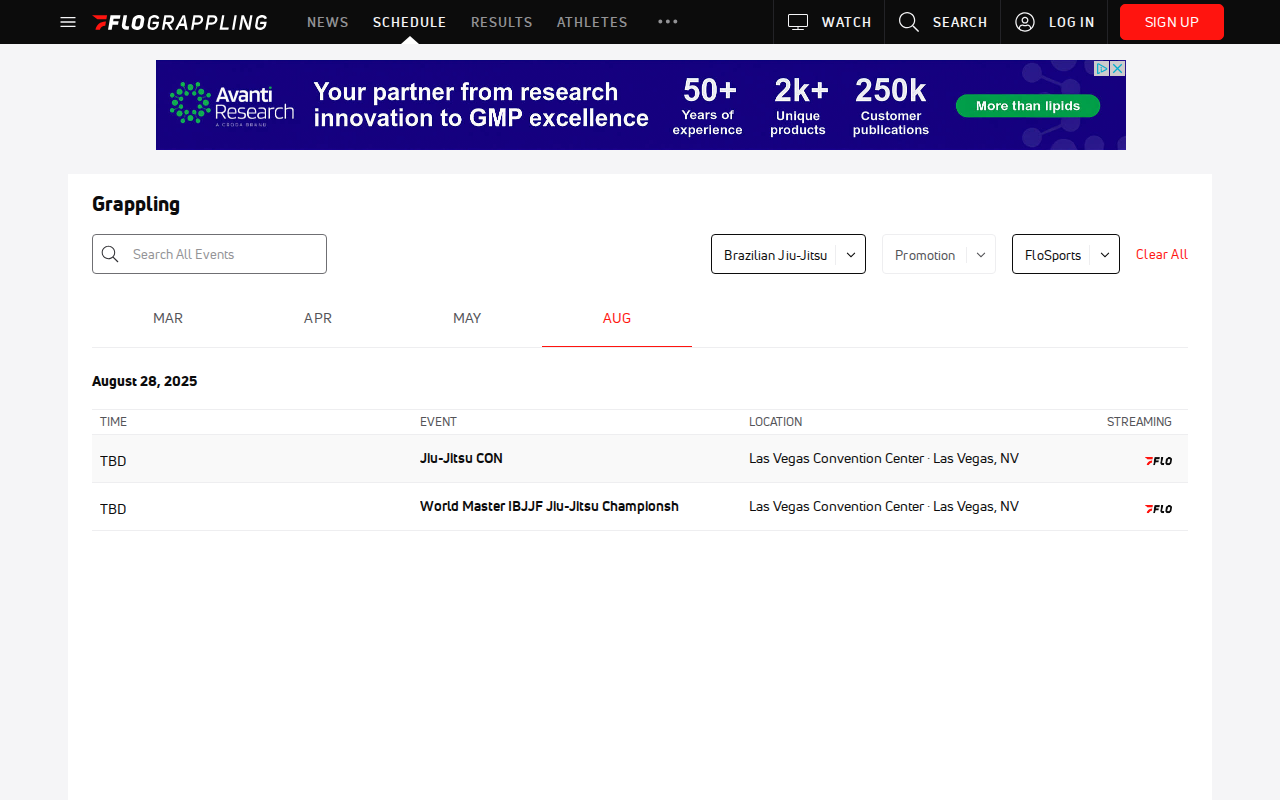 FLOGRAPPLING NEWS SCHEDULE RESULTS ATHLETES WATCH SEARCH LOG IN SIGN UP
Avanti Research
A CRODA BRAND
Your partner from research innovation to GMP excellence
50+ Years of experience
2k+ Unique products
250k Customer publications
More than lipids
Grappling
Search All Events Brazilian Jiu-Jitsu Promotion FloSports Clear All
MAR APR MAY AUG
August 28, 2025
TIME EVENT LOCATION STREAMING
TBD Jiu-Jitsu CON Las Vegas Convention Center · Las Vegas, NV FLO
TBD World Master IBJJF Jiu-Jitsu Championsh Las Vegas Convention Center · Las Vegas, NV FLO